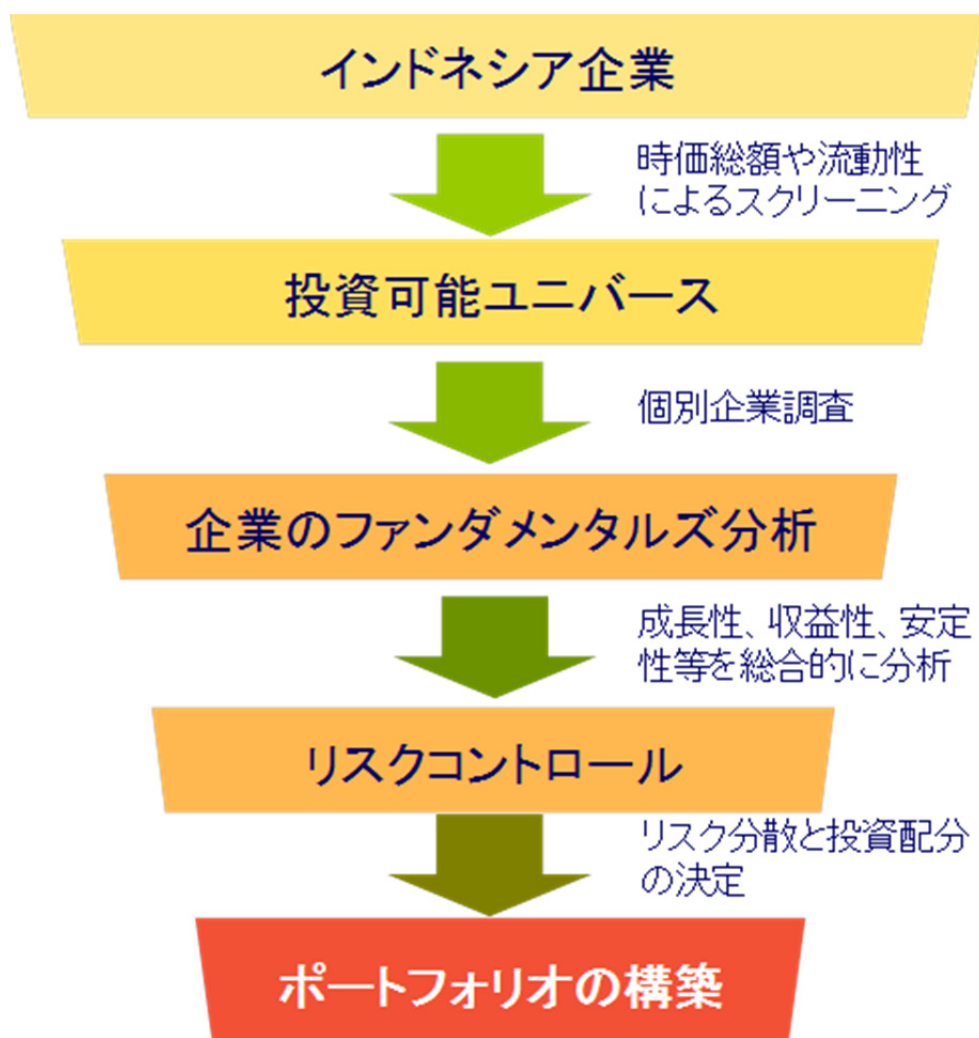 インドネシア企業
時価総額や流動性
によるスクリーニング
投資可能ユニバース
個別企業調査
企業のファンダメンタルズ分析
成長性、収益性、安定
性等を総合的に分析
リスクコントロール
リスク分散と投資配分
の決定
ポートフォリオの構築